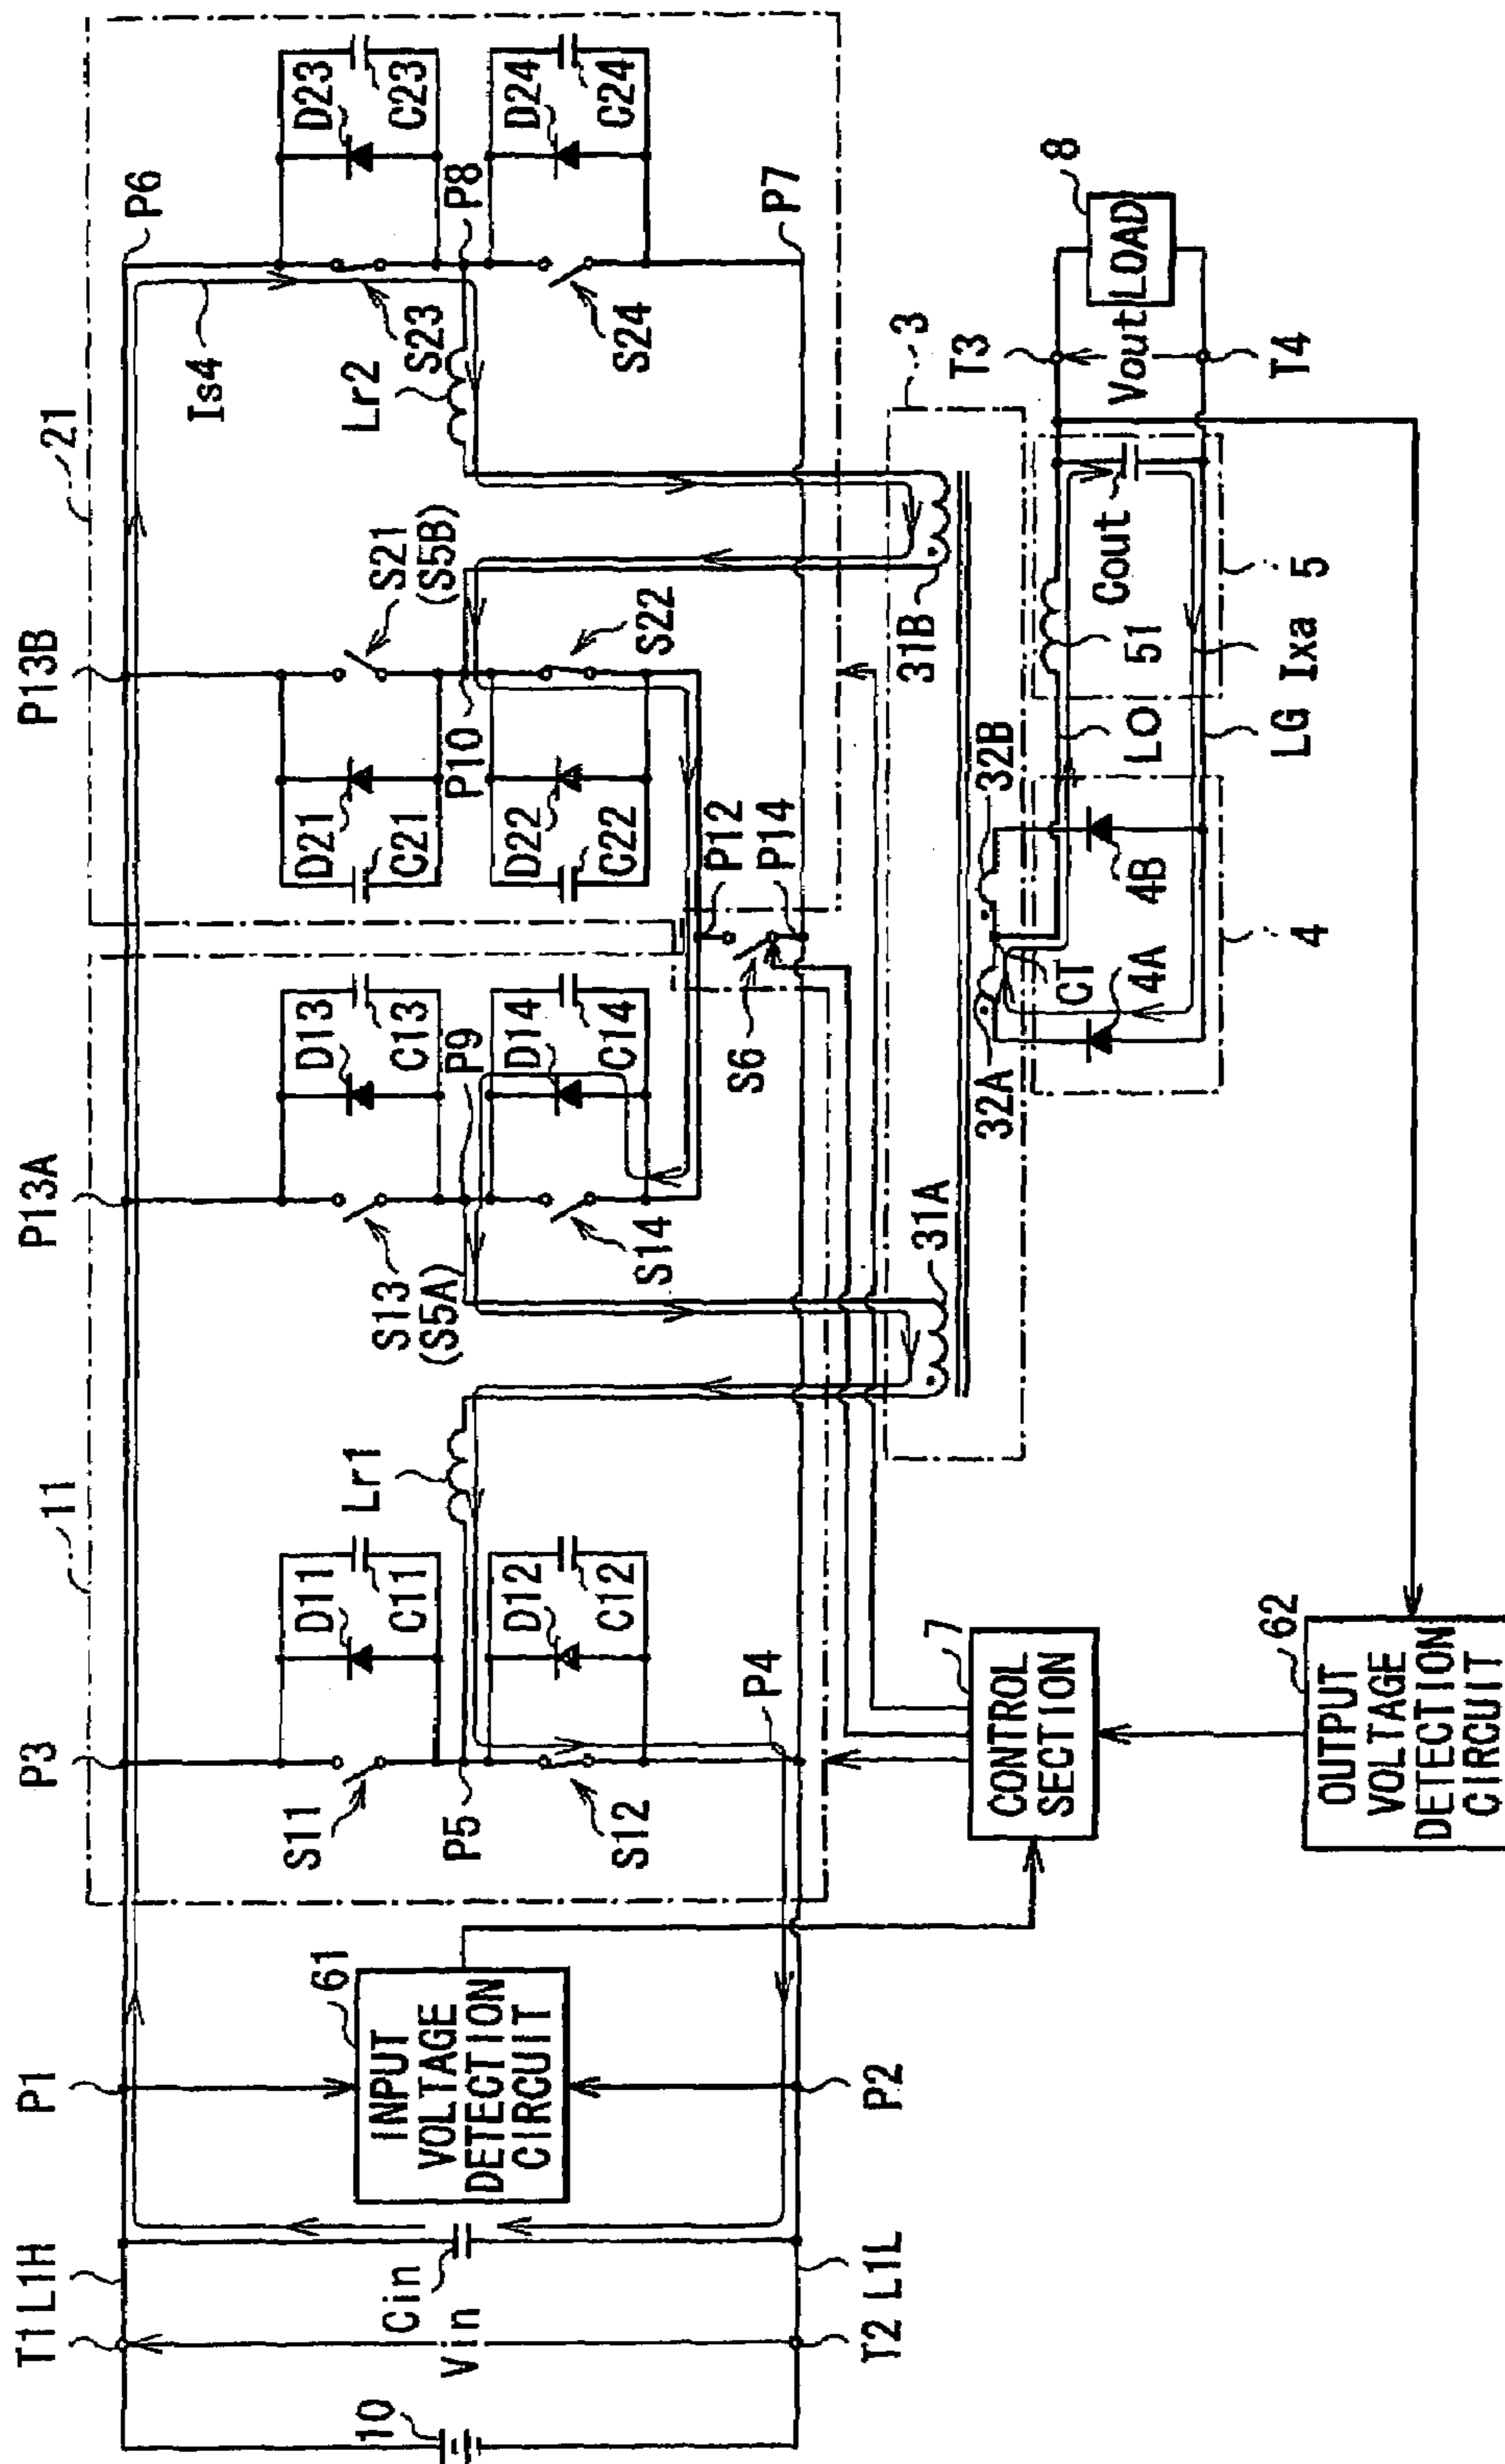 T1
L1H
P1
P3
11
P13A
P13B
21
P6
10
Vin
Cin
INPUT
VOLTAGE
DETECTION
CIRCUIT
61
S11
D11
C11
P5
S12
D12
C12
Lr1
P4
S13
(S5A)
D13
C13
P9
S14
D14
C14
D21
C21
S21
(S5B)
P10
D22
C22
S22
P12
P14
S6
Is4
S23
D23
C23
Lr2
P8
S24
D24
C24
P7
T2
L1L
P2
CONTROL
SECTION
7
31A
31B
3
32A
32B
CT
4A
4B
4
LO
51
Cout
5
LG
Ixa
T3
Vout
T4
LOAD
8
OUTPUT
VOLTAGE
DETECTION
CIRCUIT
62